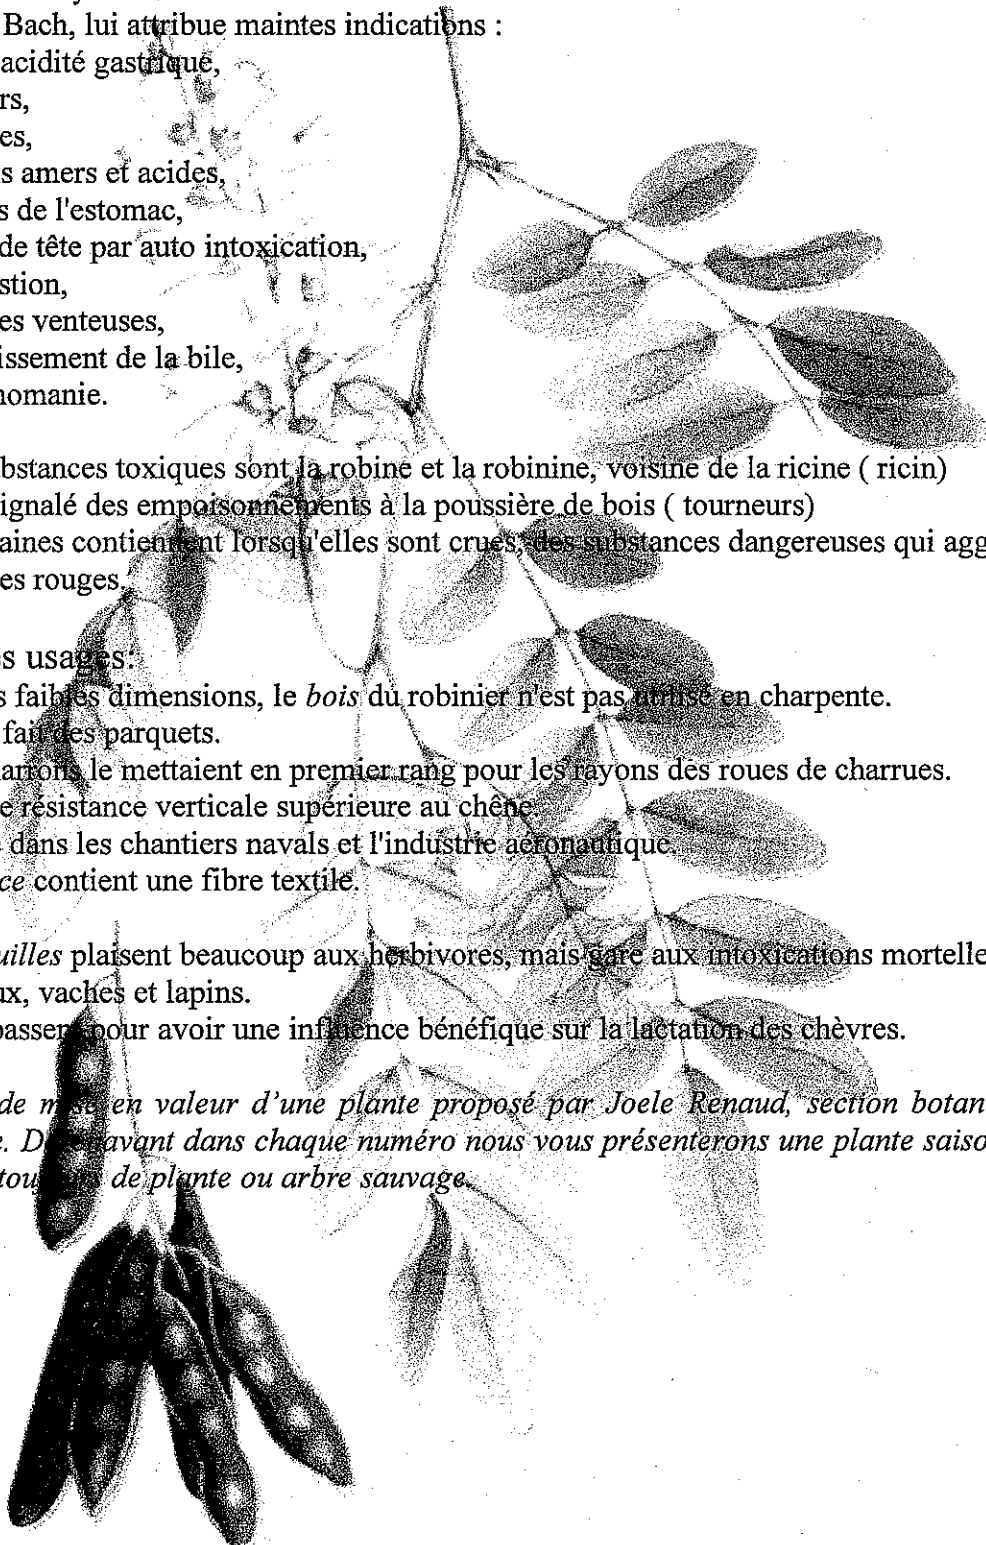 Bach, lui attribue maintes indications :
acidité gastrique,
rs,
es,
s amers et acides,
s de l'estomac,
de tête par auto intoxication,
stion,
es venteuses,
issement de la bile,
nomanie.
bstances toxiques sont la robine et la robinine, voisine de la ricine ( ricin)
ignalé des empoisonnements à la poussière de bois ( tourneurs)
aines contiennent lorsqu'elles sont crues, des substances dangereuses qui agg
es rouges.
es usages:
s faibles dimensions, le bois du robinier n'est pas utilisé en charpente.
fait des parquets.
harrons le mettaient en premier rang pour les rayons des roues de charrues.
e résistance verticale supérieure au chêne
dans les chantiers navals et l'industrie aéronautique.
ce contient une fibre textile.
uilles plaisent beaucoup aux herbivores, mais gare aux intoxications mortelle
ux, vaches et lapins.
passent pour avoir une influence bénéfique sur la lactation des chèvres.
de mise en valeur d'une plante proposé par Joele Renaud, section botan
e. Dorénavant dans chaque numéro nous vous présenterons une plante saiso
toujours de plante ou arbre sauvage.